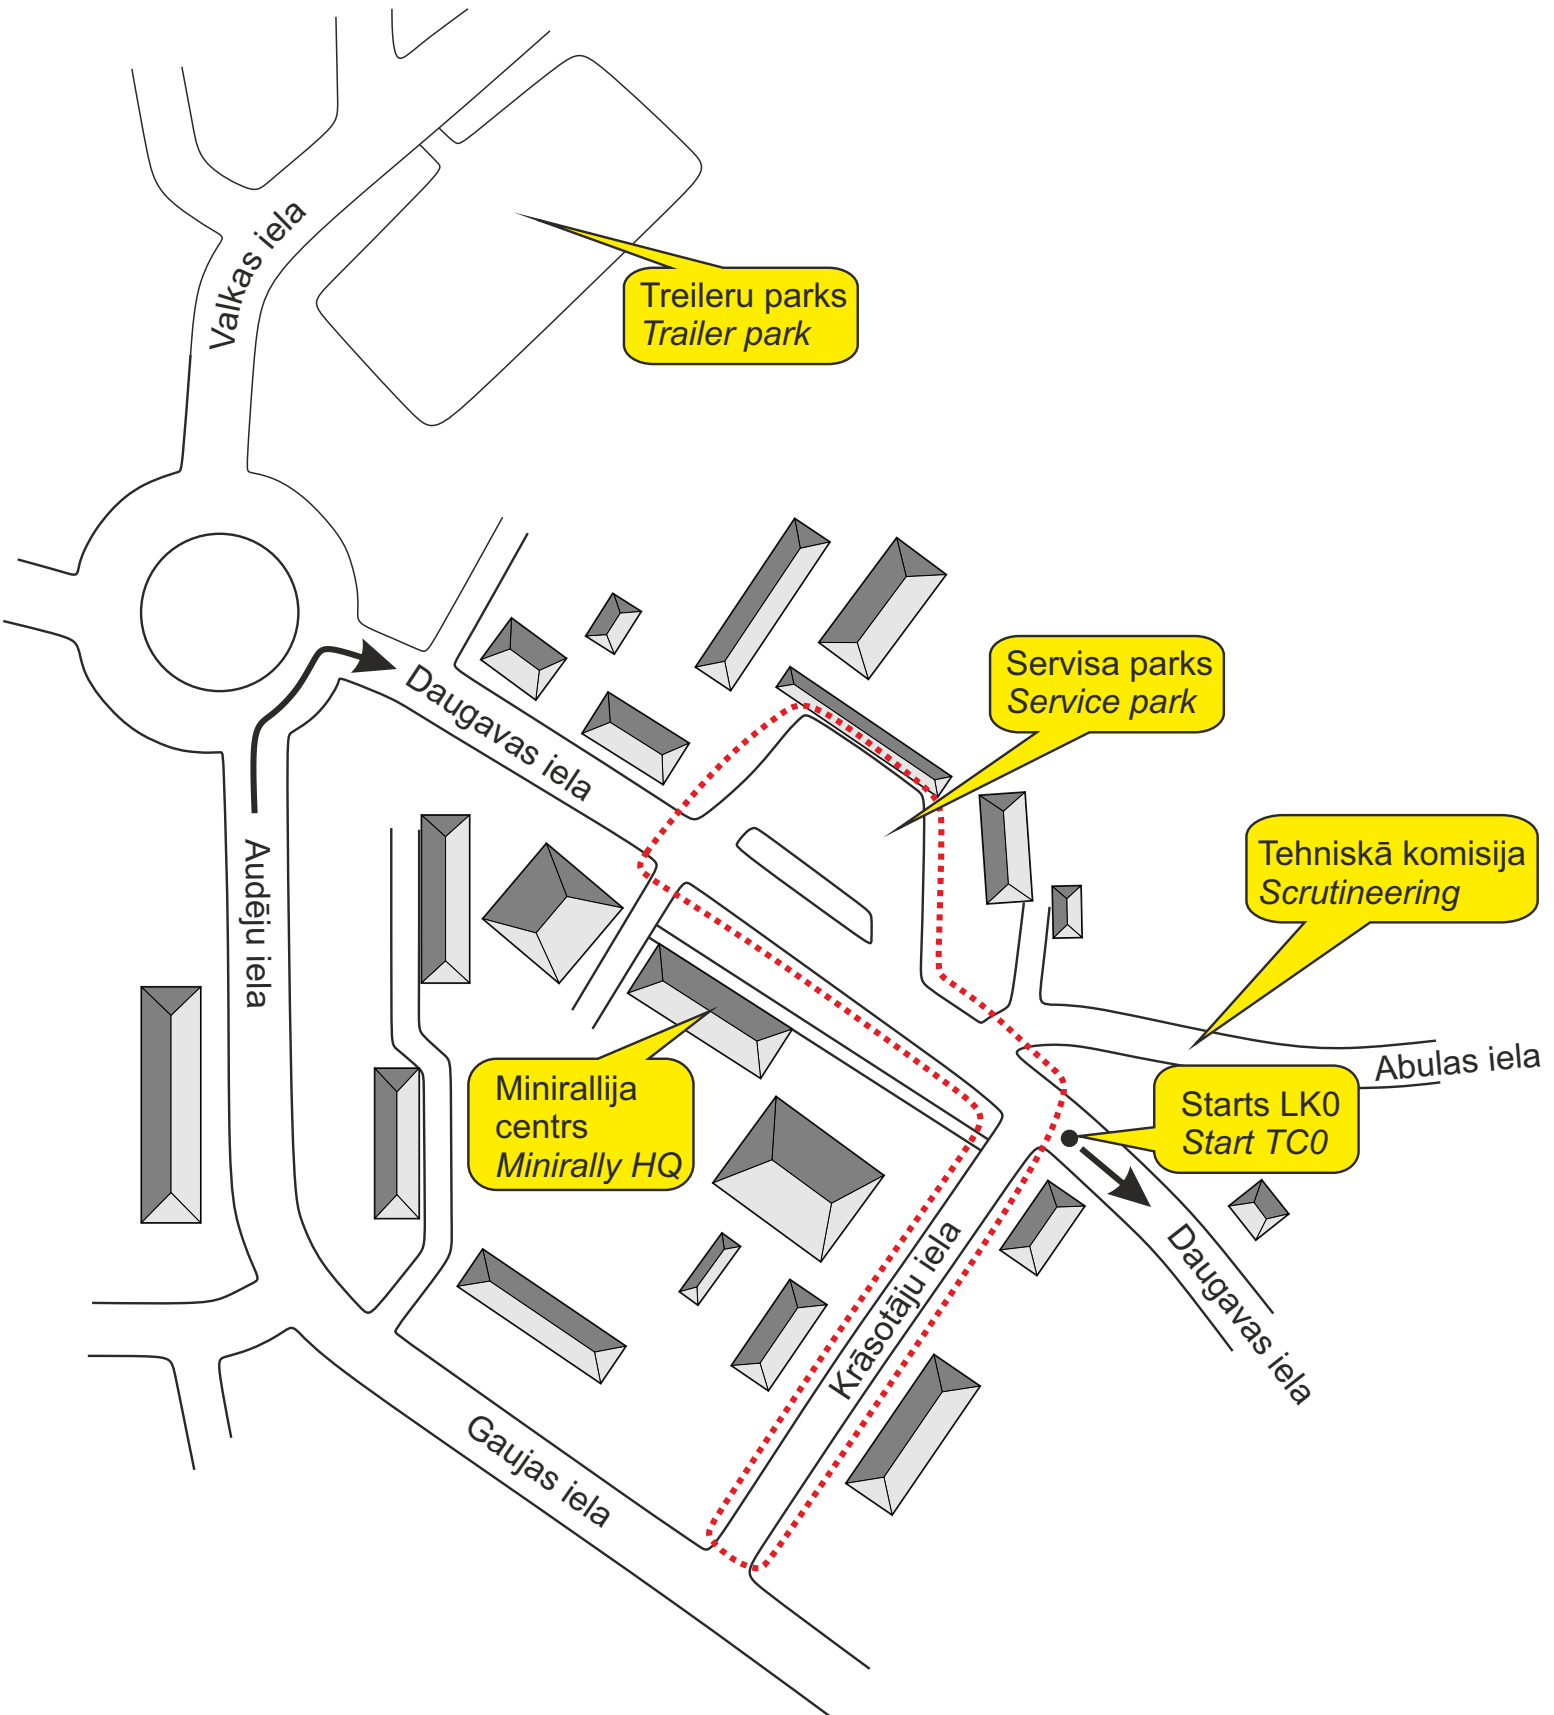 Valkas iela
Treileru parks
Trailer park
Daugavas iela
Servisa parks
Service park
Tehniskā komisija
Scrutineering
Audēju iela
Abulas iela
Minirallija
centrs
Minirally HQ
Starts LK0
Start TC0
Krāsotāju iela
Daugavas iela
Gaujas iela